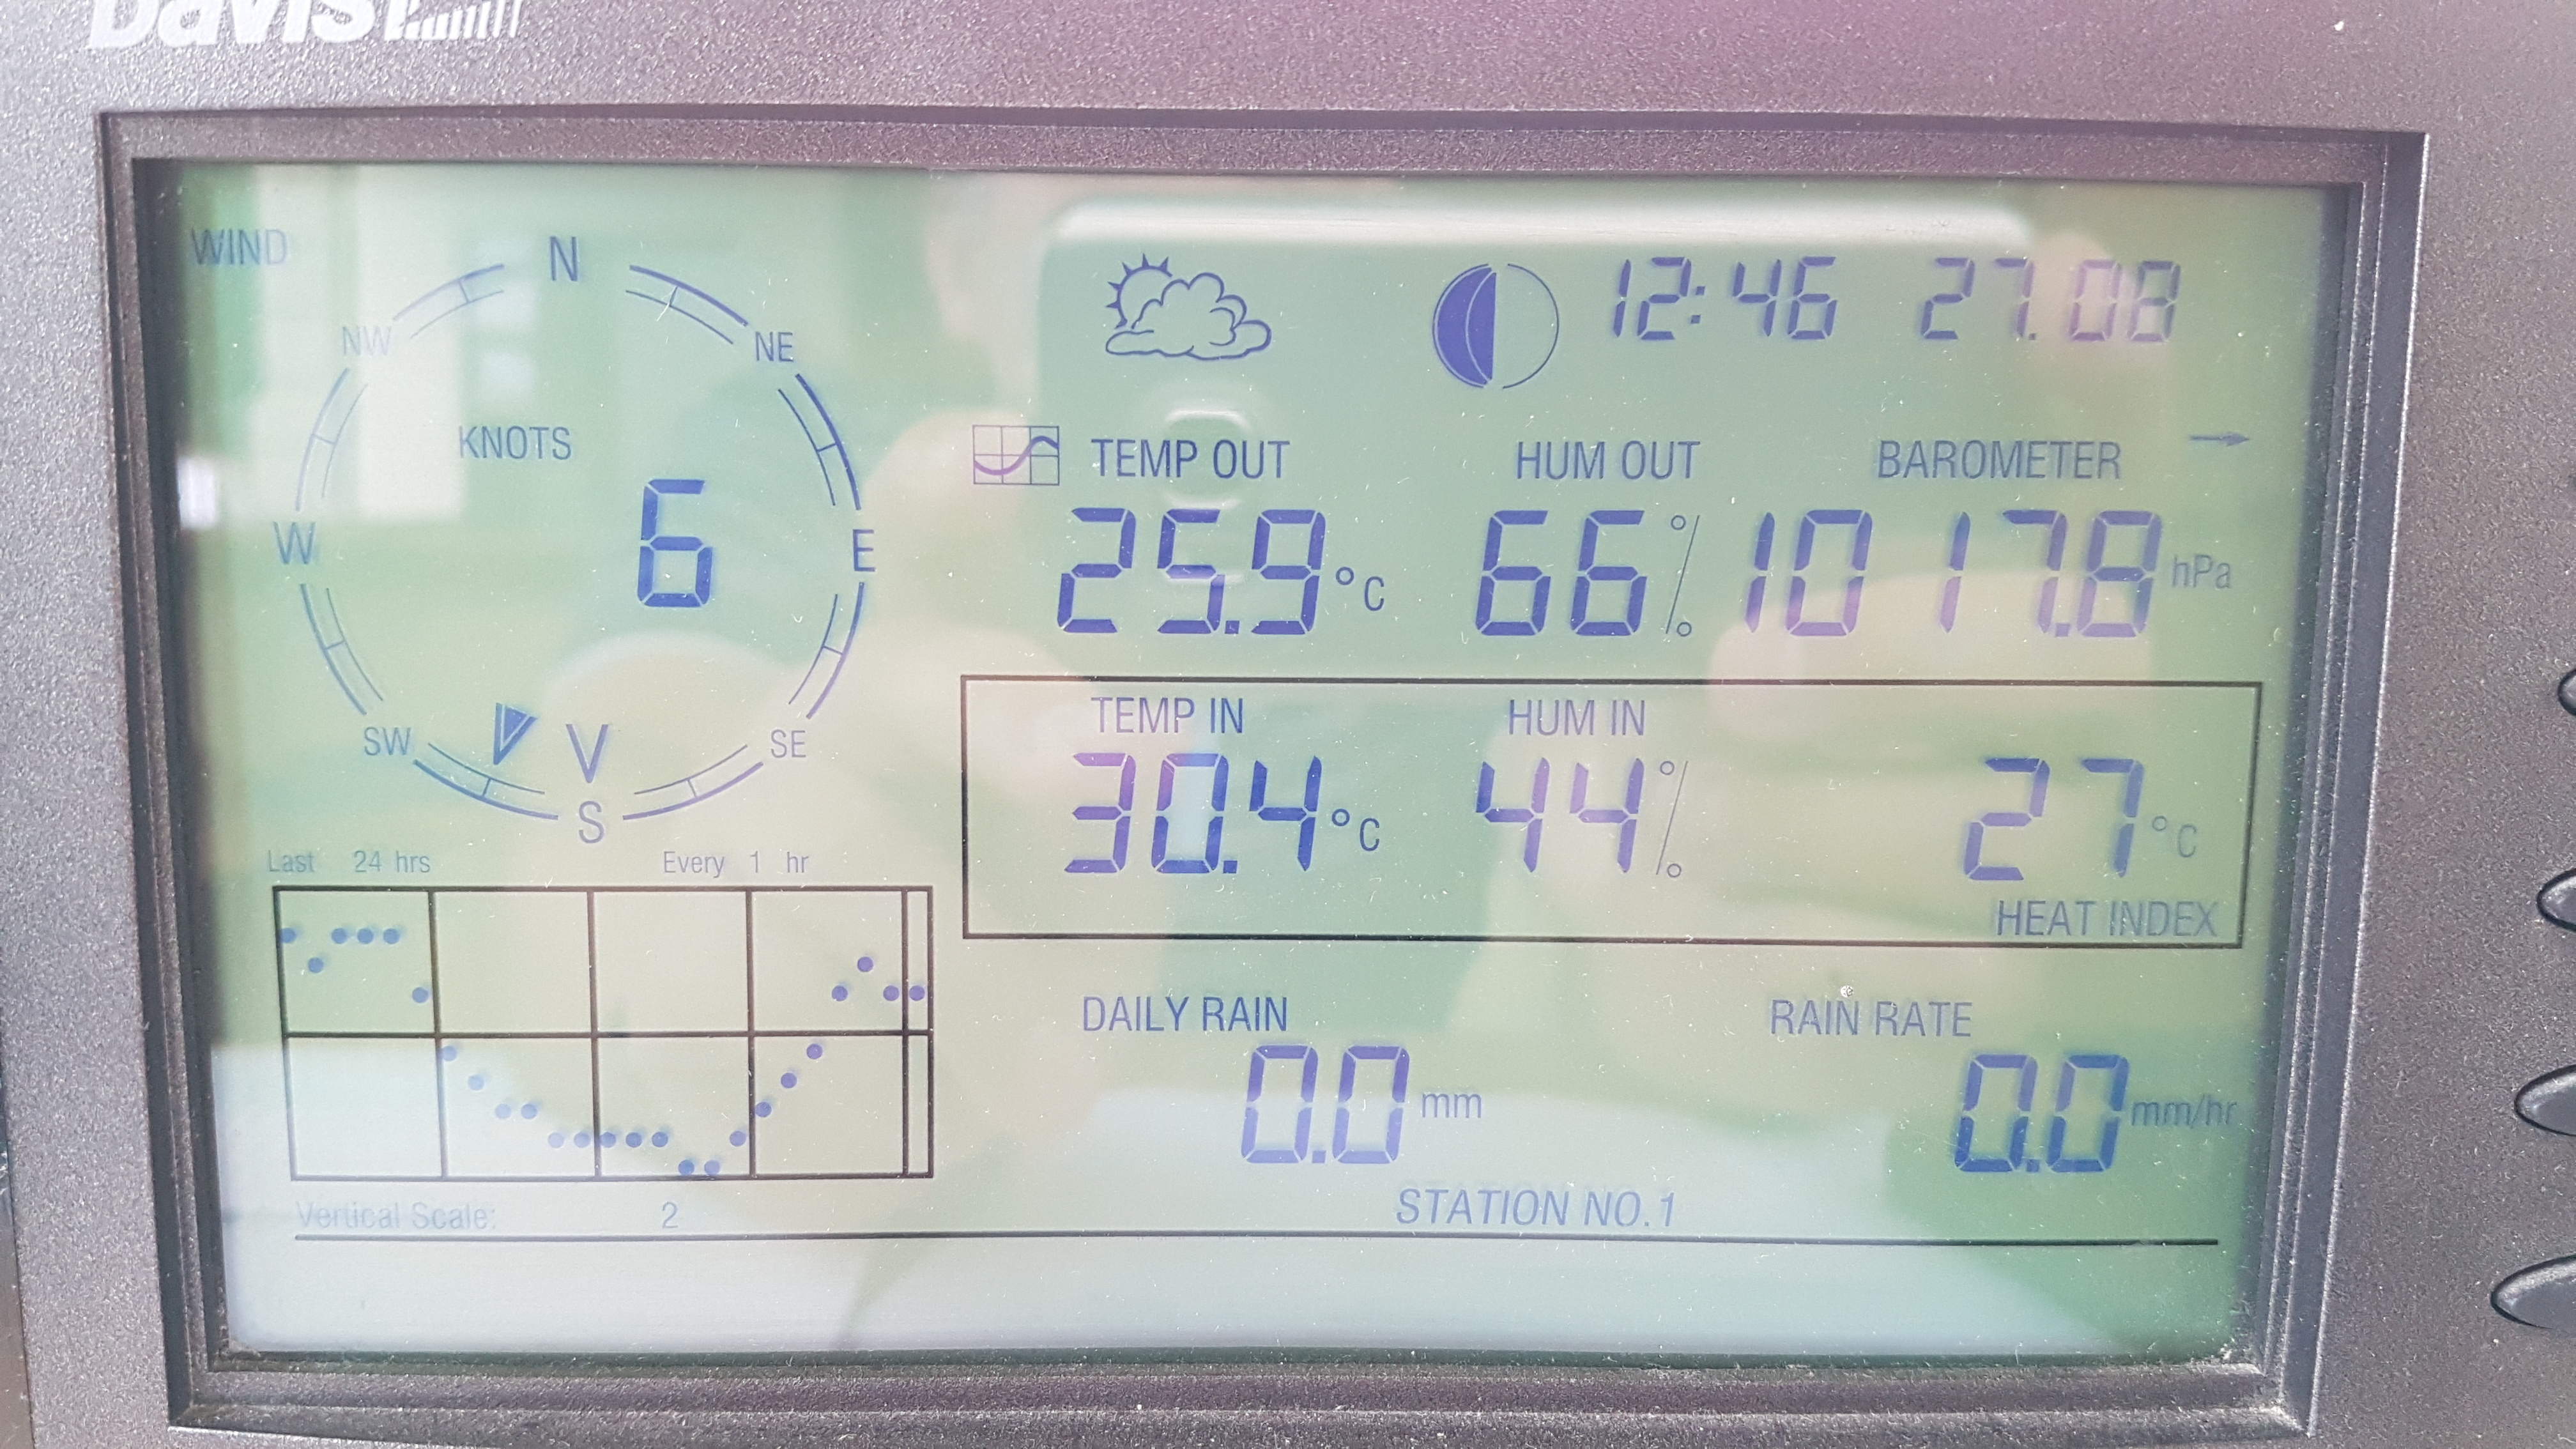 Davis
WIND
N
NW NE
KNOTS
6
W E
SW SE
S
12:46 27.08
TEMP OUT HUM OUT BAROMETER
25.9°C 66% 1017.8 hPa
TEMP IN HUM IN
30.4°C 44% 27°C
HEAT INDEX
Last 24 hrs Every 1 hr
DAILY RAIN RAIN RATE
0.0 mm 0.0 mm/hr
Vertical Scale: 2
STATION NO.1